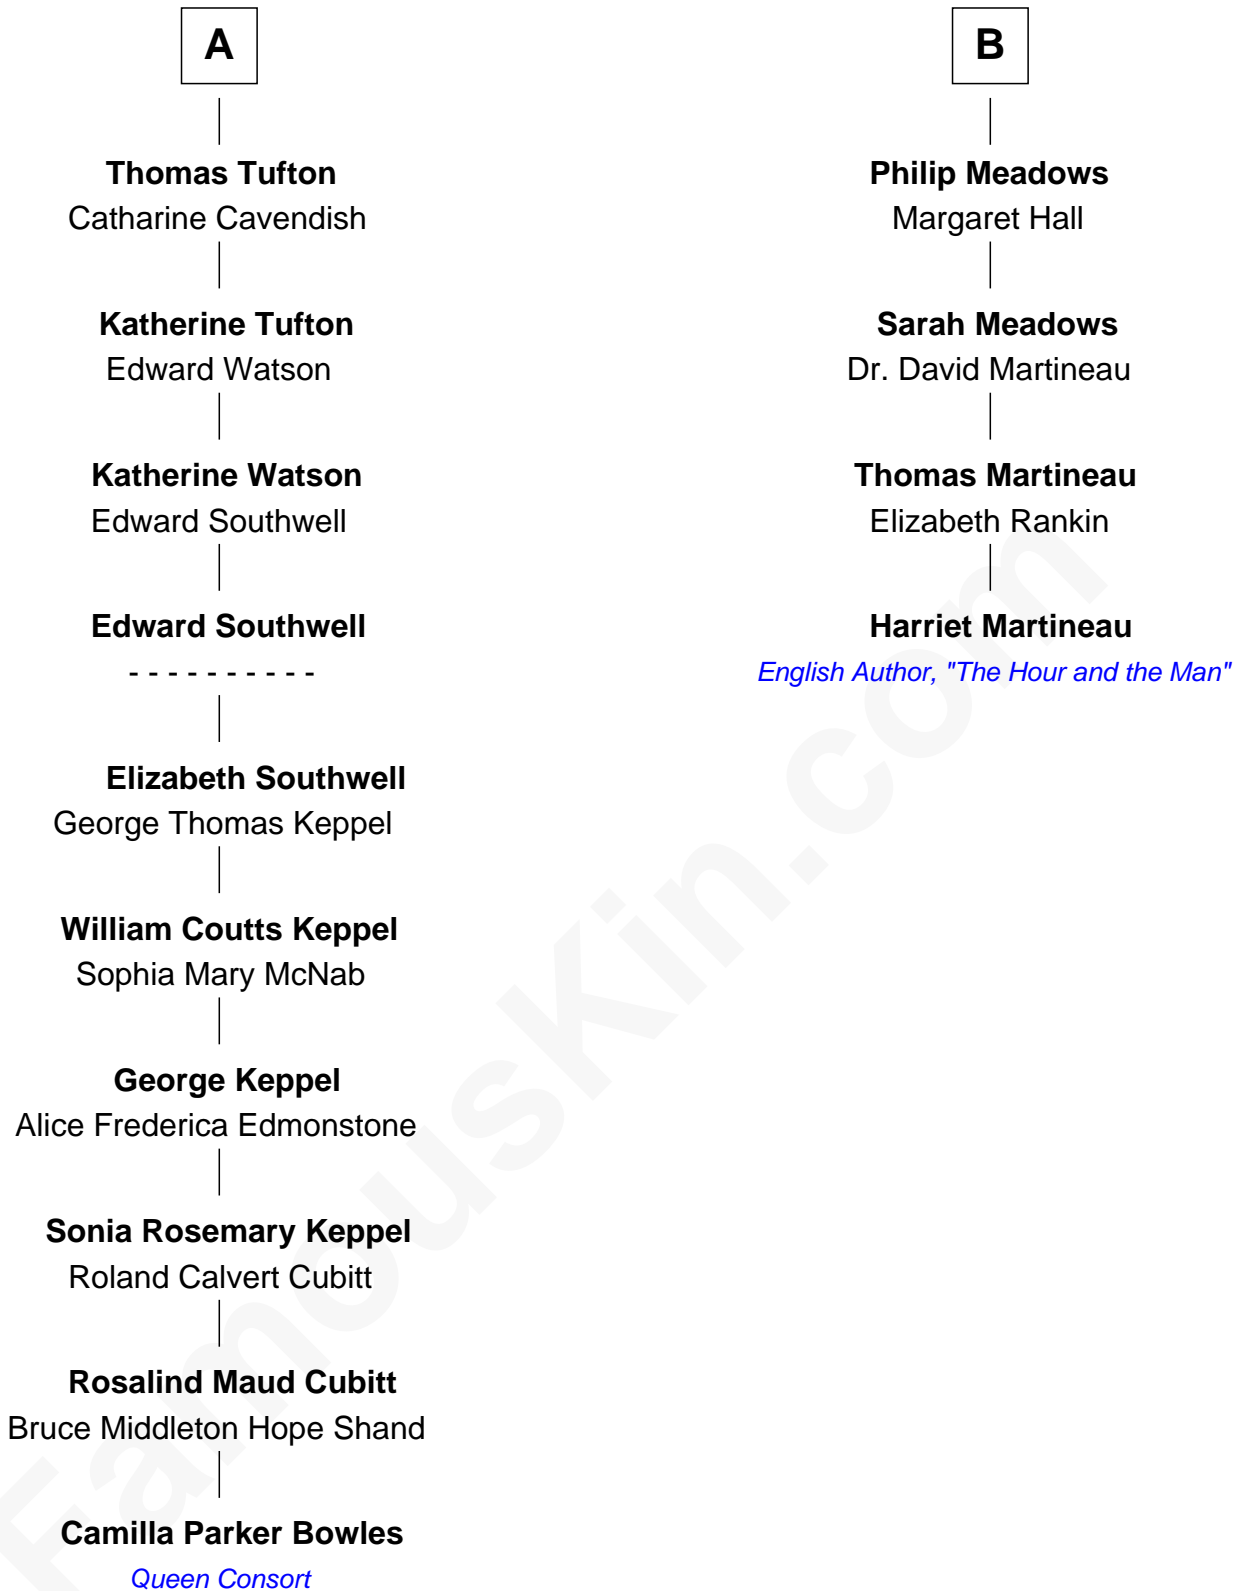 A
Thomas Tufton
Catharine Cavendish
Katherine Tufton
Edward Watson
Katherine Watson
Edward Southwell
Edward Southwell
- - - - - - - - - -
Elizabeth Southwell
George Thomas Keppel
William Coutts Keppel
Sophia Mary McNab
George Keppel
Alice Frederica Edmonstone
Sonia Rosemary Keppel
Roland Calvert Cubitt
Rosalind Maud Cubitt
Bruce Middleton Hope Shand
Camilla Parker Bowles
Queen Consort
B
Philip Meadows
Margaret Hall
Sarah Meadows
Dr. David Martineau
Thomas Martineau
Elizabeth Rankin
Harriet Martineau
English Author, "The Hour and the Man"
FamousKin.com